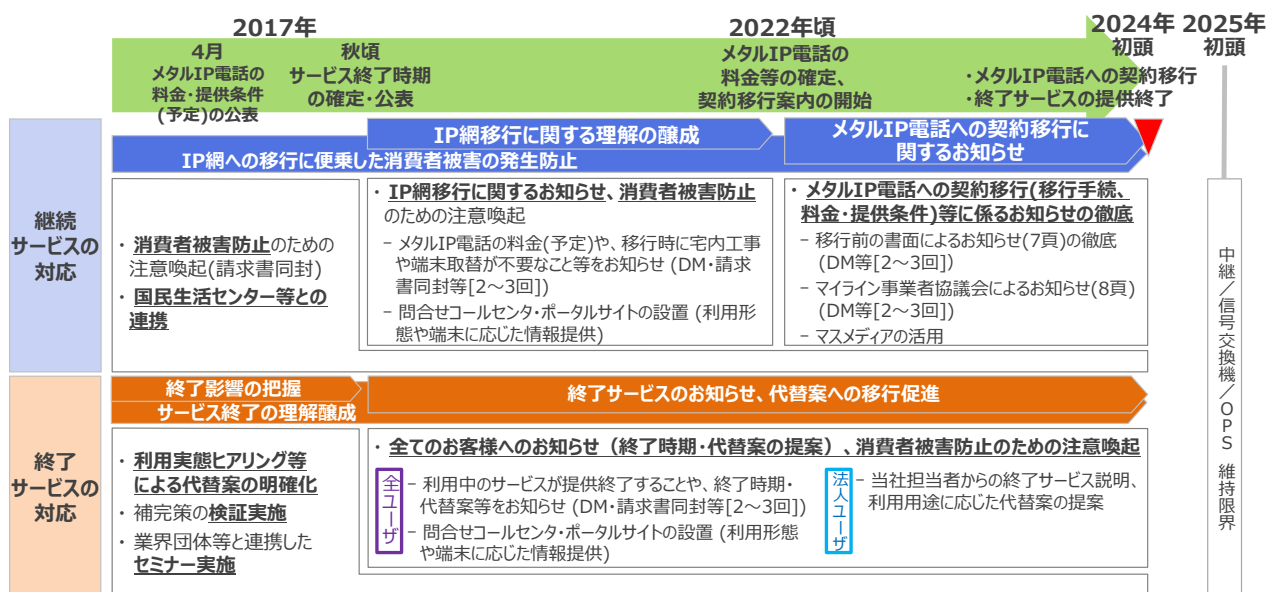 2017年
2022年頃
2024年
初頭
2025年
初頭
4月
メタルIP電話の
料金・提供条件
(予定)の公表
秋頃
サービス終了時期
の確定・公表
メタルIP電話の
料金等の確定、
契約移行案内の開始
・メタルIP電話への契約移行
・終了サービスの提供終了
継続
サービスの
対応
IP網移行に関する理解の醸成
IP網への移行に便乗した消費者被害の発生防止
メタルIP電話への契約移行に
関するお知らせ
・ 消費者被害防止のための
注意喚起(請求書同封)
・ 国民生活センター等との
連携
・ IP網移行に関するお知らせ、消費者被害防止
のための注意喚起
− メタルIP電話の料金(予定)や、移行時に宅内工事
や端末取替が不要なこと等をお知らせ (DM・請求
書同封等[2〜3回])
− 問合せコールセンタ・ポータルサイトの設置 (利用形
態や端末に応じた情報提供)
・ メタルIP電話への契約移行(移行手続、
料金・提供条件)等に係るお知らせの徹底
− 移行前の書面によるお知らせ(7頁)の徹底
(DM等[2〜3回])
− マイライン事業者協議会によるお知らせ(8頁)
(DM等[2〜3回])
− マスメディアの活用
中継／信号交換機／OPS 維持限界
終了
サービスの
対応
終了影響の把握
サービス終了の理解醸成
終了サービスのお知らせ、代替案への移行促進
・ 利用実態ヒアリング等
による代替案の明確化
・ 補完策の検証実施
・ 業界団体等と連携した
セミナー実施
・ 全てのお客様へのお知らせ（終了時期・代替案の提案）、消費者被害防止のための注意喚起
全ユーザ
− 利用中のサービスが提供終了することや、終了時期・
代替案等をお知らせ (DM・請求書同封等[2〜3回])
− 問合せコールセンタ・ポータルサイトの設置 (利用形態
や端末に応じた情報提供)
法人ユーザ
− 当社担当者からの終了サービス説明、
利用用途に応じた代替案の提案